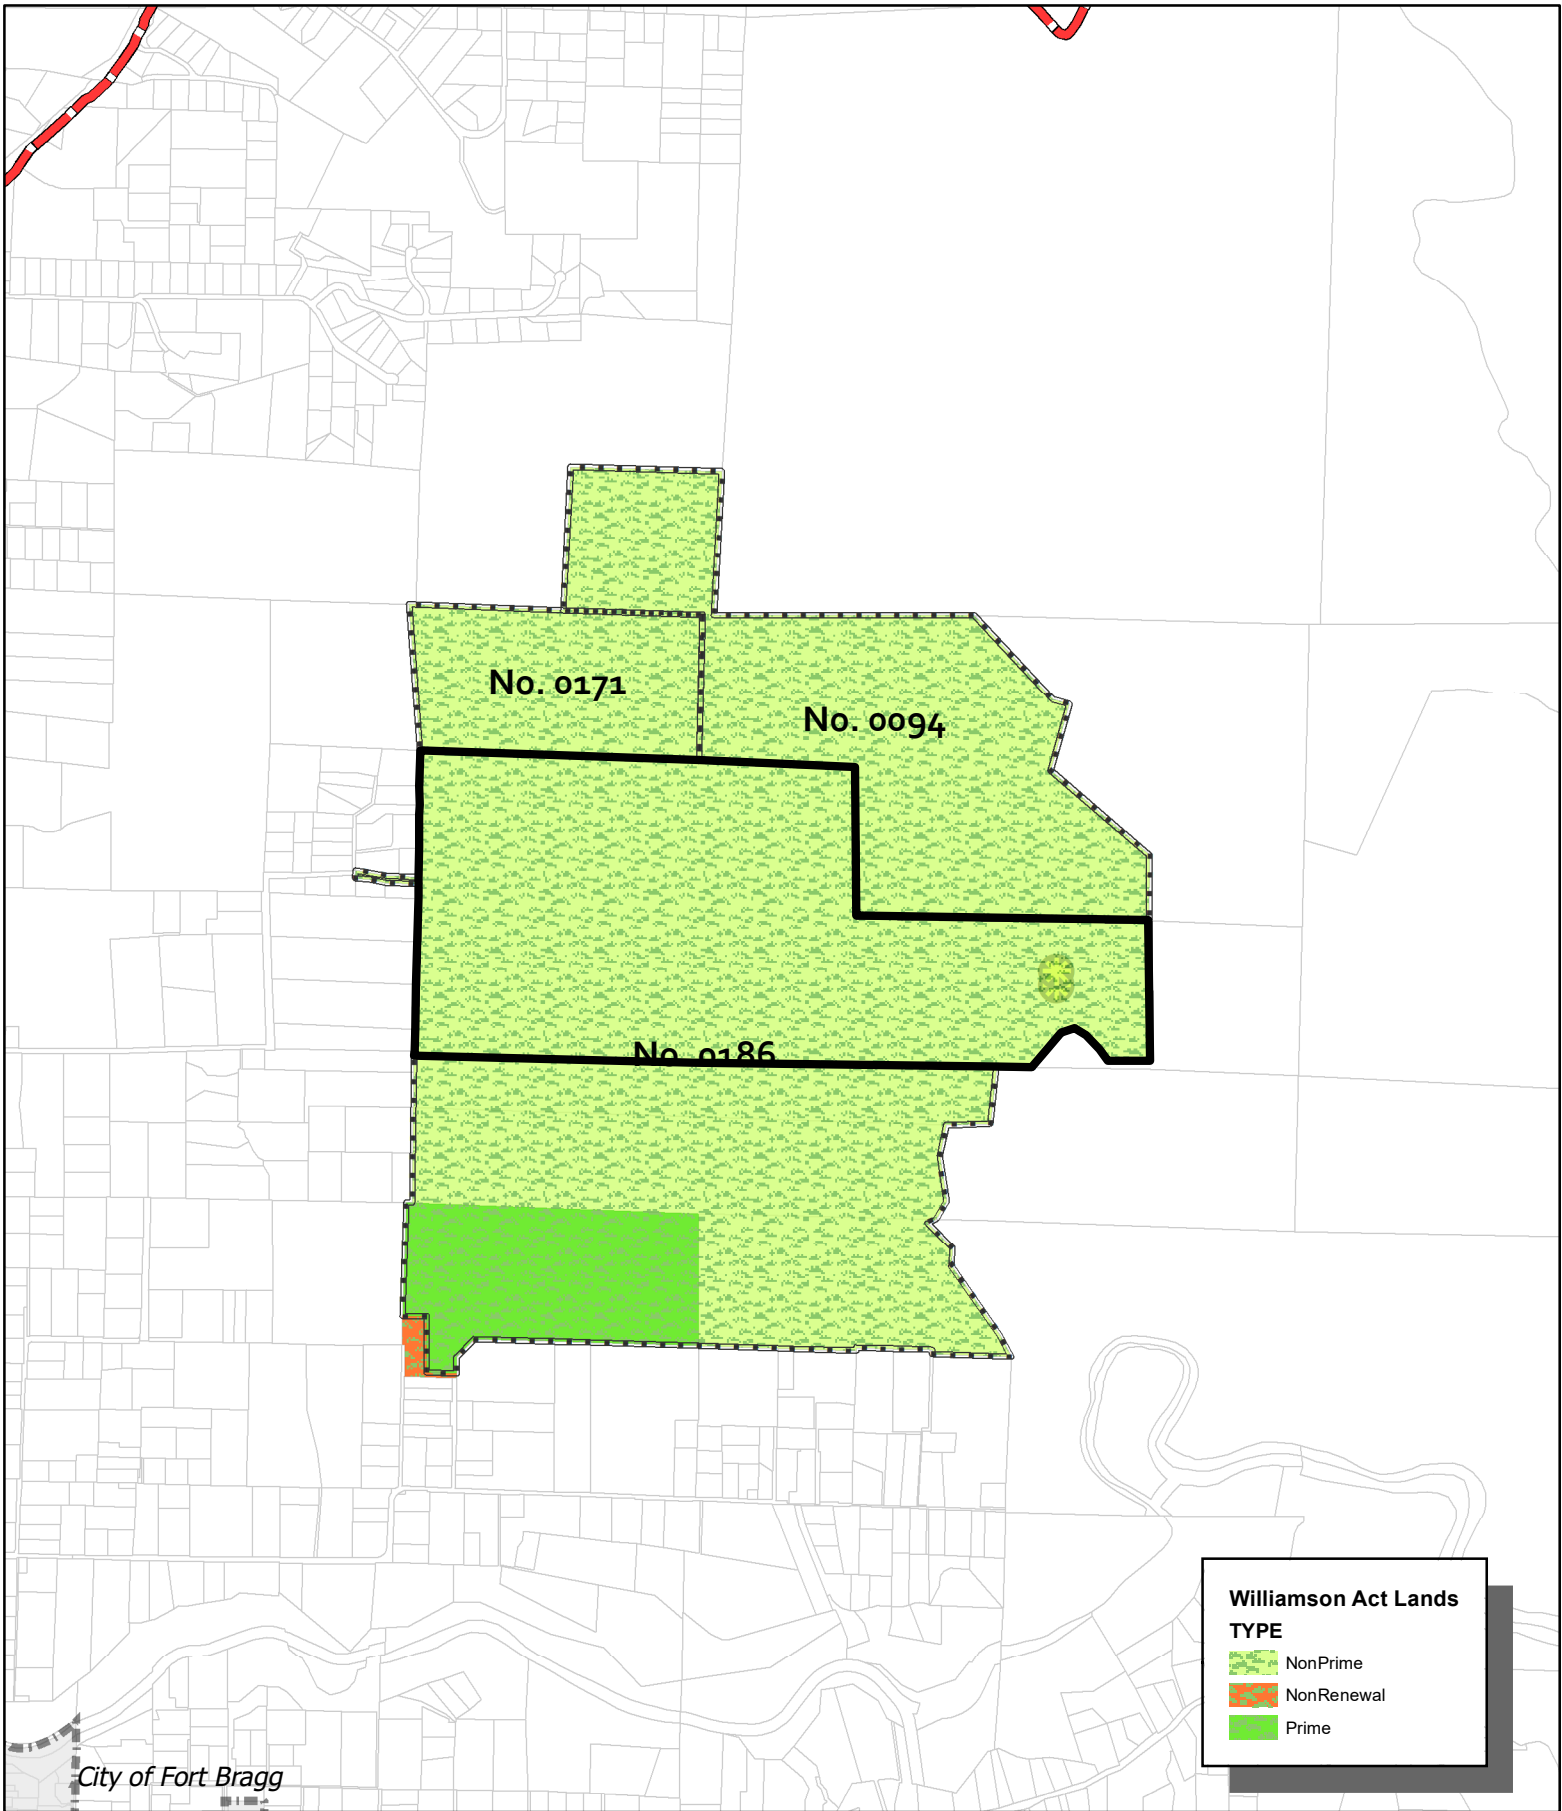 No. 0171
No. 0094
No. 0186
Williamson Act Lands
TYPE
NonPrime
NonRenewal
Prime
City of Fort Bragg